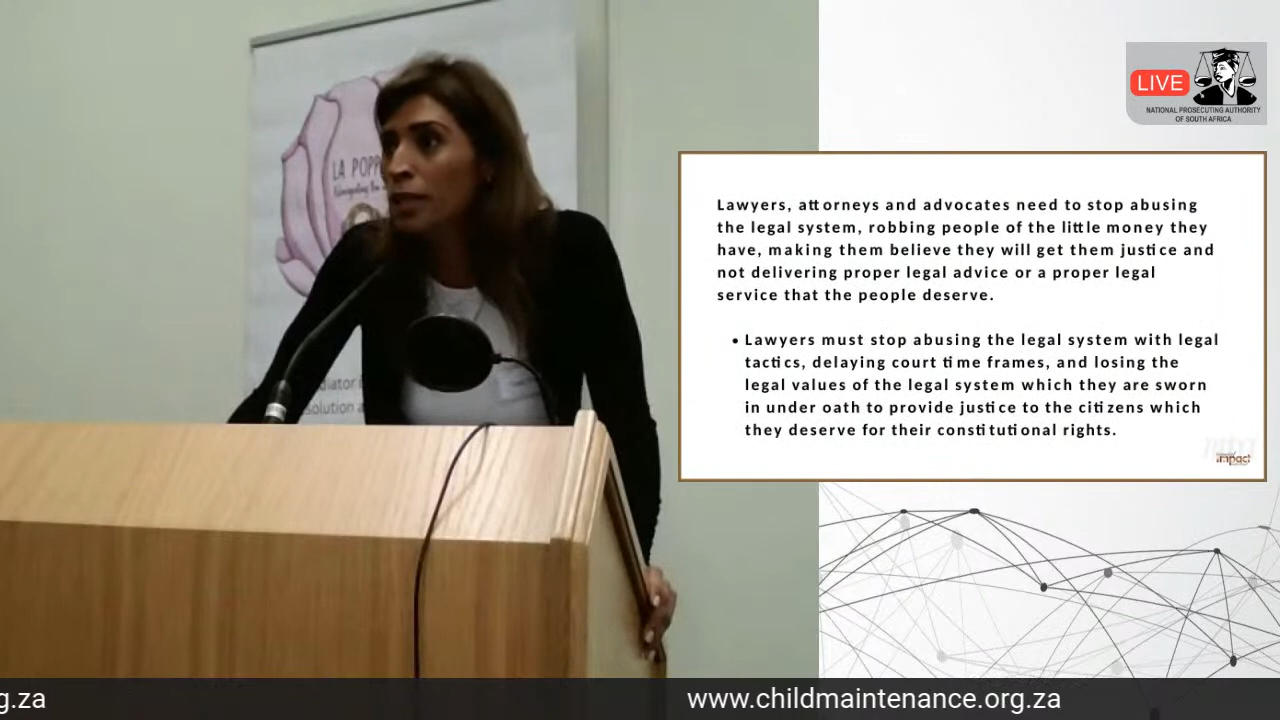 LA POPP
LIVE
NATIONAL PROSECUTING AUTHORITY
OF SOUTH AFRICA
Lawyers, attorneys and advocates need to stop abusing
the legal system, robbing people of the little money they
have, making them believe they will get them justice and
not delivering proper legal advice or a proper legal
service that the people deserve.
• Lawyers must stop abusing the legal system with legal
tactics, delaying court time frames, and losing the
legal values of the legal system which they are sworn
in under oath to provide justice to the citizens which
they deserve for their constitutional rights.
impact
g.za
www.childmaintenance.org.za